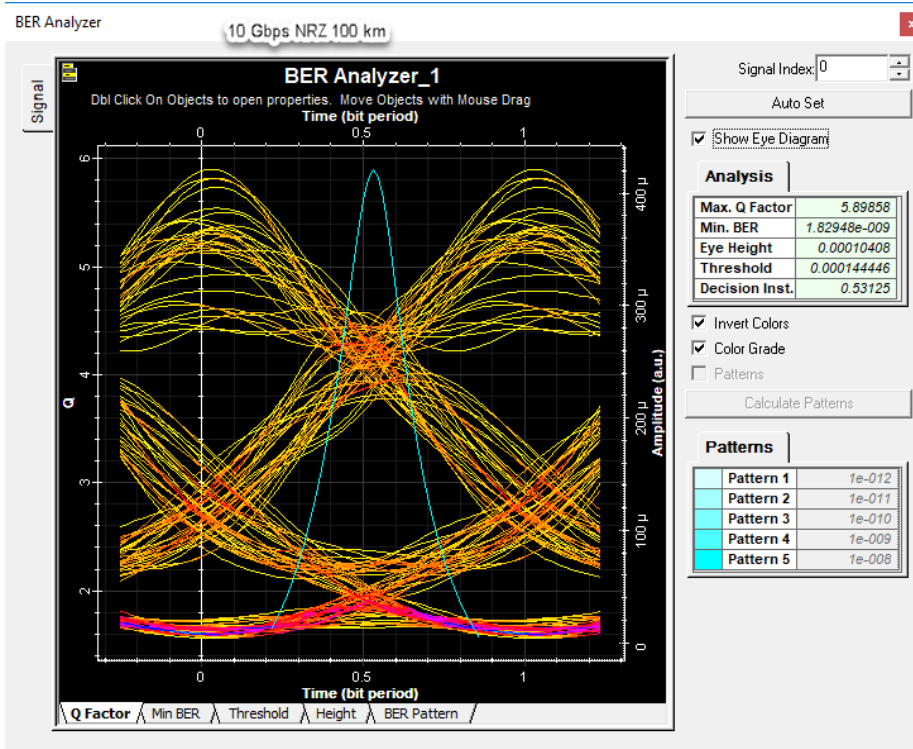 BER Analyzer
10 Gbps NRZ 100 km
Signal
BER Analyzer_1
Dbl Click On Objects to open properties. Move Objects with Mouse Drag
Time (bit period)
0 0.5 1
6
5
4
3
2
Q
400 µ
300 µ
200 µ
100 µ
0
Amplitude (a.u.)
0 0.5 1
Time (bit period)
Q Factor Min BER Threshold Height BER Pattern
Signal Index: 0
Auto Set
Show Eye Diagram
Analysis
Max. Q Factor 5.89858
Min. BER 1.82948e-009
Eye Height 0.00010408
Threshold 0.000144446
Decision Inst. 0.53125
Invert Colors
Color Grade
Patterns
Calculate Patterns
Patterns
Pattern 1 1e-012
Pattern 2 1e-011
Pattern 3 1e-010
Pattern 4 1e-009
Pattern 5 1e-008